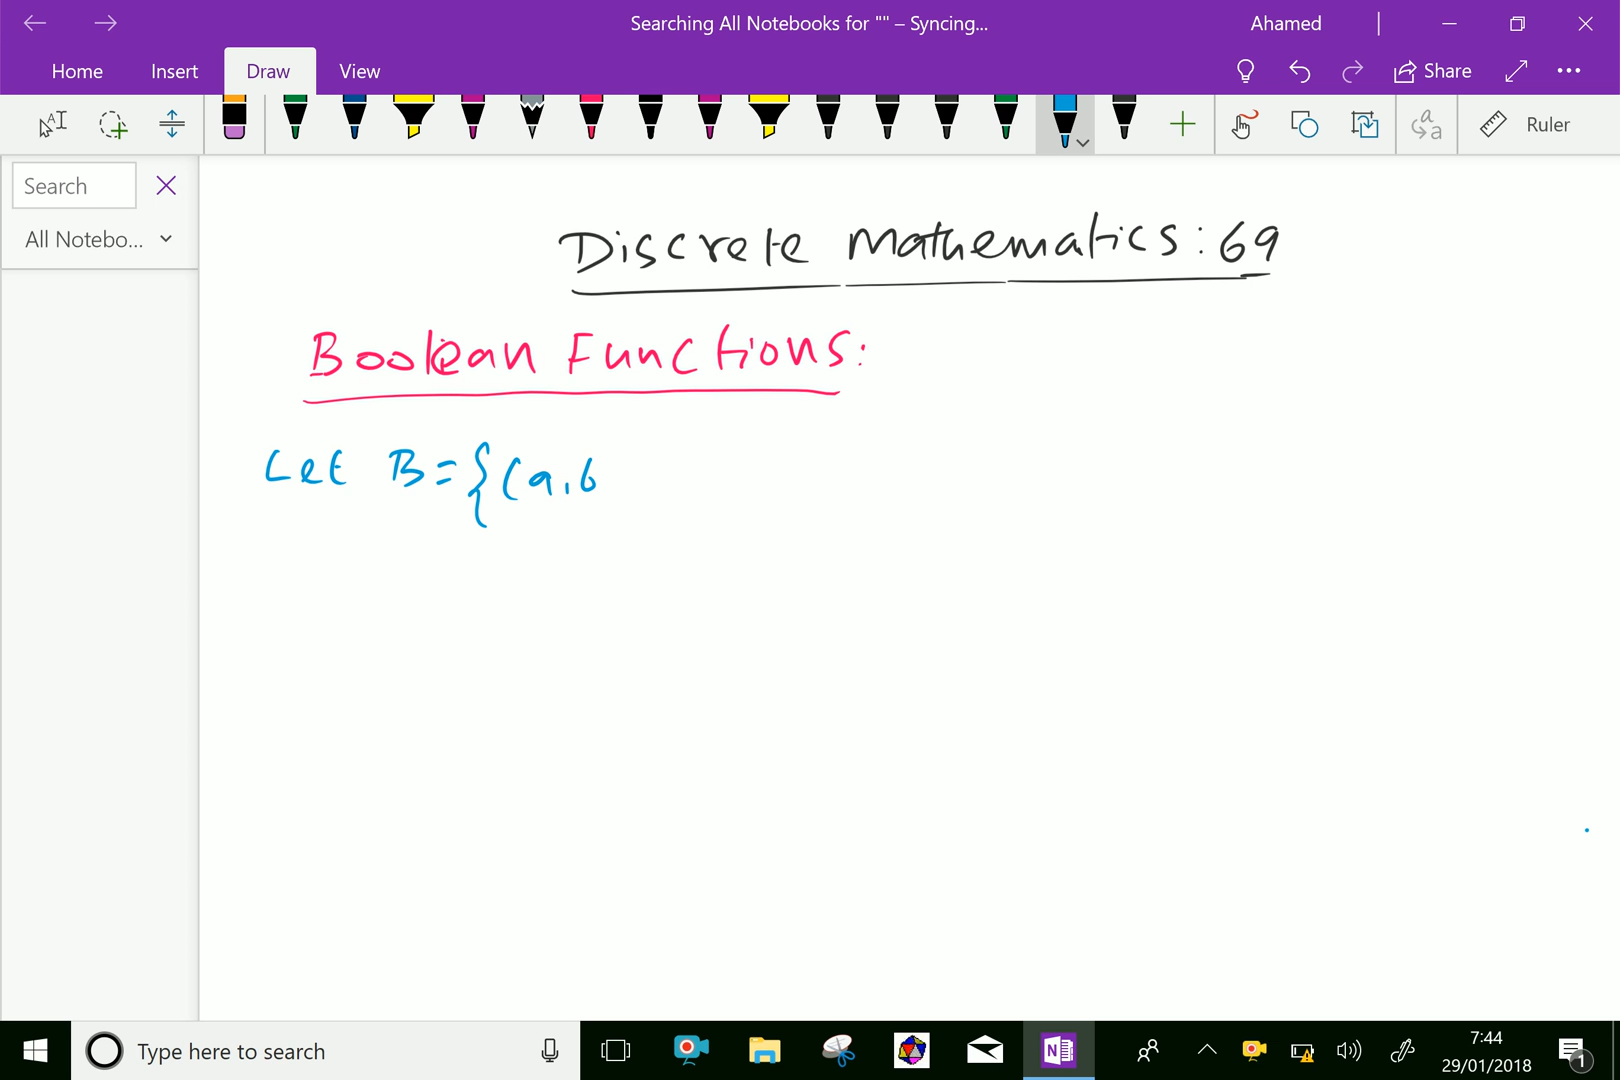 Searching All Notebooks for "" – Syncing...
Ahamed
Home Insert Draw View
Share
Ruler
Search
All Notebo...
Discrete Mathematics: 69
Boolean Functions:
Let B = { ( a, b
Type here to search
7:44
29/01/2018
1